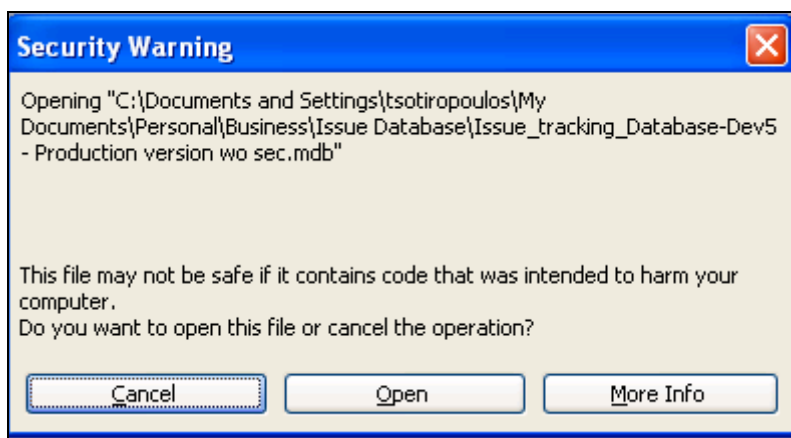 Security Warning
Opening "C:\Documents and Settings\tsotiropoulos\My
Documents\Personal\Business\Issue Database\Issue_tracking_Database-Dev5
- Production version wo sec.mdb"
This file may not be safe if it contains code that was intended to harm your
computer.
Do you want to open this file or cancel the operation?
Cancel Open More Info